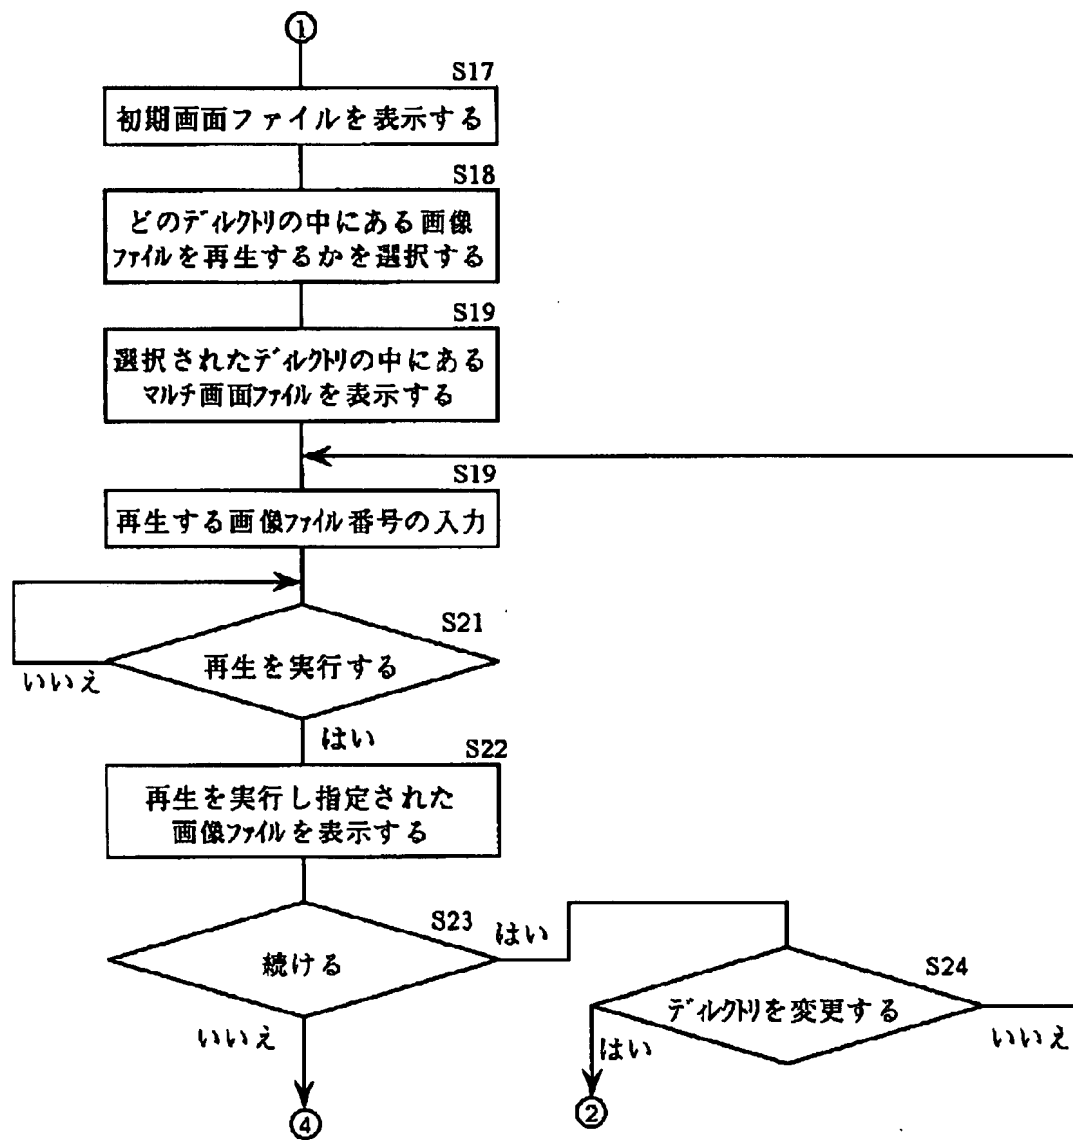 ①
S17
初期画面ファイルを表示する
S18
どのディレクトリの中にある画像
ファイルを再生するかを選択する
S19
選択されたディレクトリの中にある
マルチ画面ファイルを表示する
S19
再生する画像ファイル番号の入力
S21
再生を実行する
いいえ
はい
S22
再生を実行し指定された
画像ファイルを表示する
S23
続ける
はい
いいえ
S24
ディレクトリを変更する
はい
いいえ
④
②